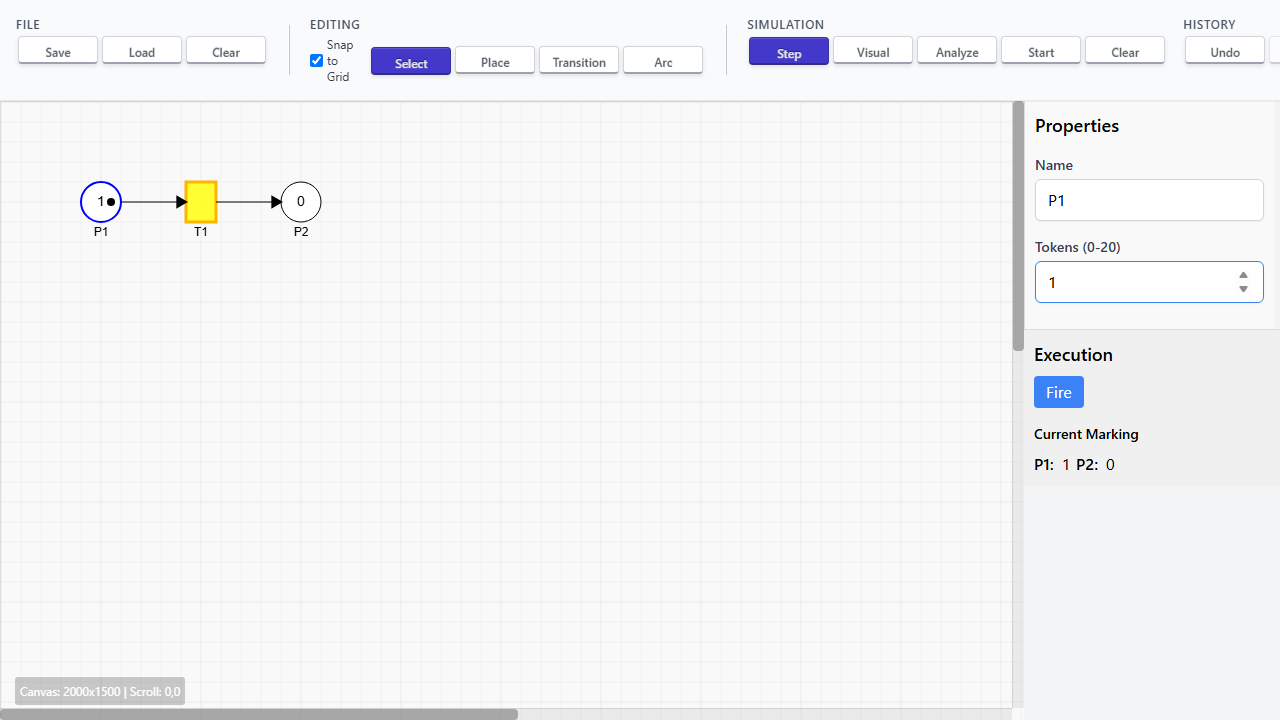 FILE
Save Load Clear
EDITING
Snap
to
Grid
Select Place Transition Arc
SIMULATION
Step Visual Analyze Start Clear
HISTORY
Undo
1
P1
T1
0
P2
Canvas: 2000x1500 | Scroll: 0,0
Properties
Name
P1
Tokens (0-20)
1
Execution
Fire
Current Marking
P1: 1 P2: 0